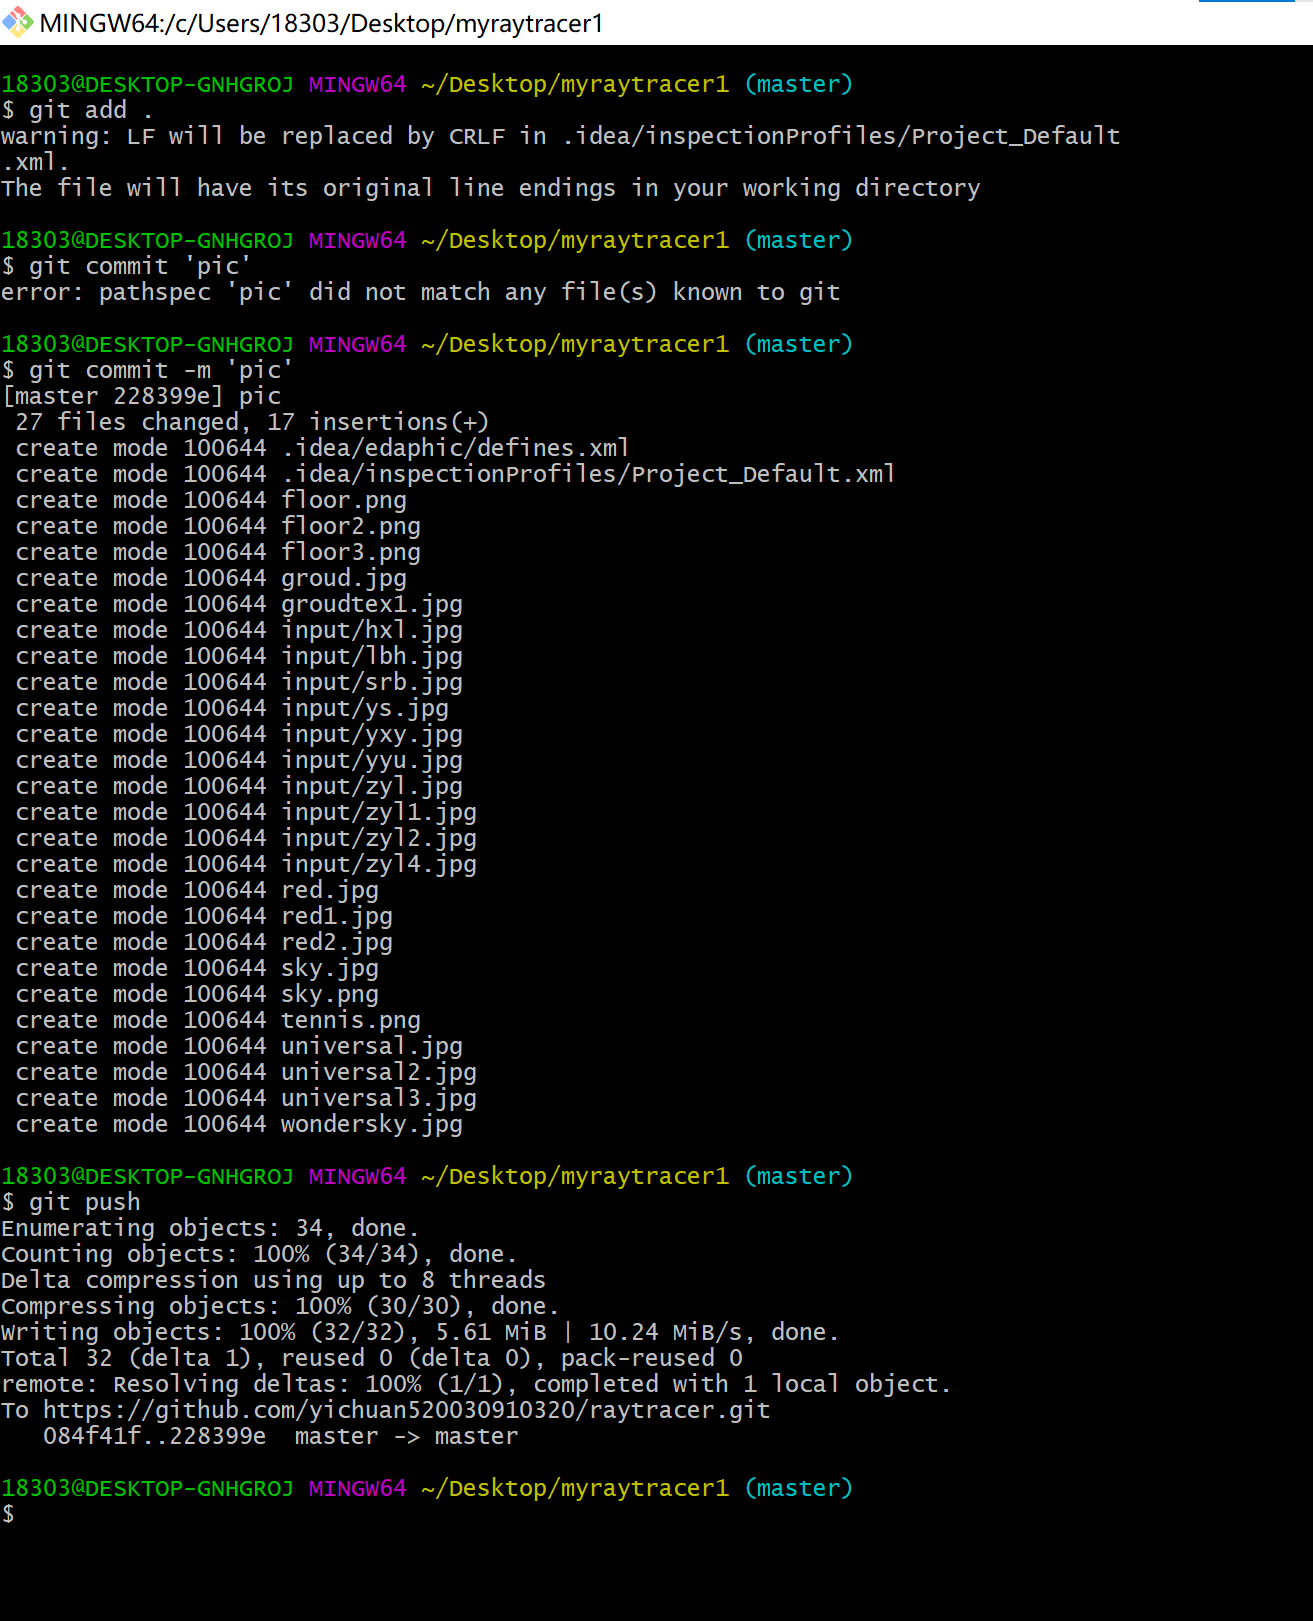 MINGW64:/c/Users/18303/Desktop/myraytracer1
18303@DESKTOP-GNHGROJ MINGW64 ~/Desktop/myraytracer1 (master)
$ git add .
warning: LF will be replaced by CRLF in .idea/inspectionProfiles/Project_Default
.xml.
The file will have its original line endings in your working directory
18303@DESKTOP-GNHGROJ MINGW64 ~/Desktop/myraytracer1 (master)
$ git commit 'pic'
error: pathspec 'pic' did not match any file(s) known to git
18303@DESKTOP-GNHGROJ MINGW64 ~/Desktop/myraytracer1 (master)
$ git commit -m 'pic'
[master 228399e] pic
 27 files changed, 17 insertions(+)
 create mode 100644 .idea/edaphic/defines.xml
 create mode 100644 .idea/inspectionProfiles/Project_Default.xml
 create mode 100644 floor.png
 create mode 100644 floor2.png
 create mode 100644 floor3.png
 create mode 100644 groud.jpg
 create mode 100644 groudtex1.jpg
 create mode 100644 input/hxl.jpg
 create mode 100644 input/lbh.jpg
 create mode 100644 input/srb.jpg
 create mode 100644 input/ys.jpg
 create mode 100644 input/yxy.jpg
 create mode 100644 input/yyu.jpg
 create mode 100644 input/zyl.jpg
 create mode 100644 input/zyl1.jpg
 create mode 100644 input/zyl2.jpg
 create mode 100644 input/zyl4.jpg
 create mode 100644 red.jpg
 create mode 100644 red1.jpg
 create mode 100644 red2.jpg
 create mode 100644 sky.jpg
 create mode 100644 sky.png
 create mode 100644 tennis.png
 create mode 100644 universal.jpg
 create mode 100644 universal2.jpg
 create mode 100644 universal3.jpg
 create mode 100644 wondersky.jpg
18303@DESKTOP-GNHGROJ MINGW64 ~/Desktop/myraytracer1 (master)
$ git push
Enumerating objects: 34, done.
Counting objects: 100% (34/34), done.
Delta compression using up to 8 threads
Compressing objects: 100% (30/30), done.
Writing objects: 100% (32/32), 5.61 MiB | 10.24 MiB/s, done.
Total 32 (delta 1), reused 0 (delta 0), pack-reused 0
remote: Resolving deltas: 100% (1/1), completed with 1 local object.
To https://github.com/yichuan520030910320/raytracer.git
   084f41f..228399e  master -> master
18303@DESKTOP-GNHGROJ MINGW64 ~/Desktop/myraytracer1 (master)
$